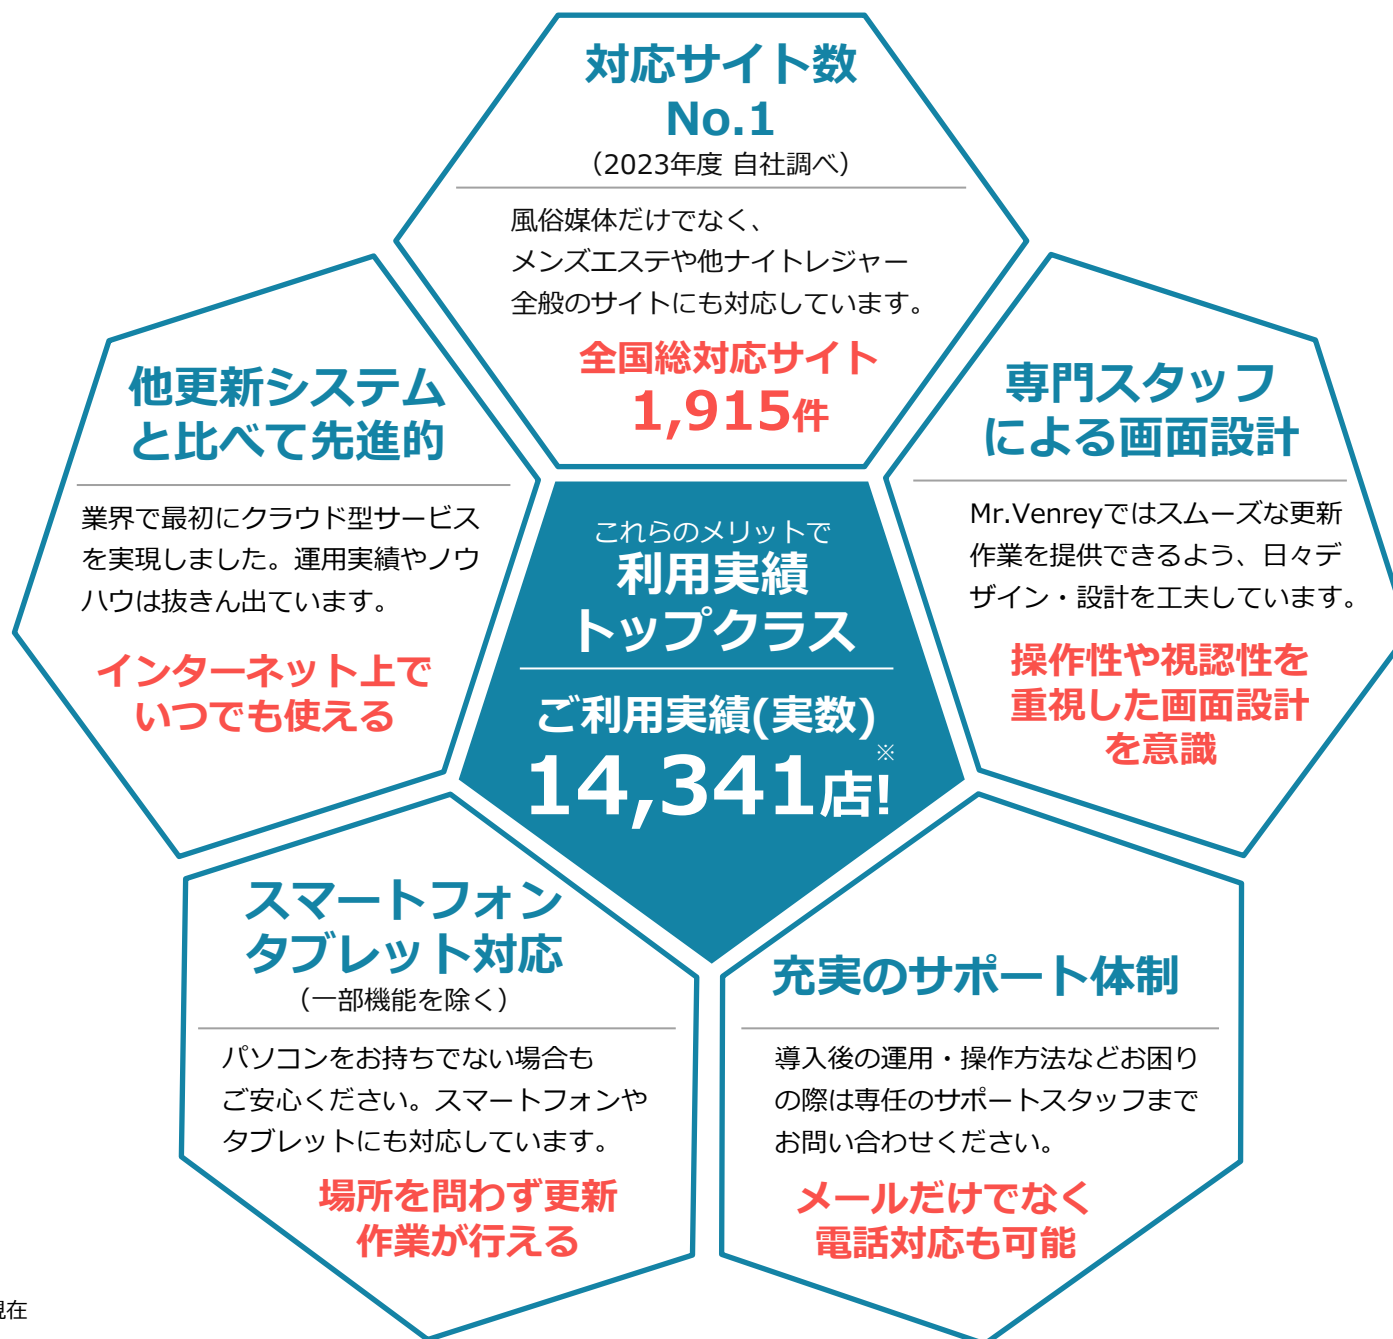 対応サイト数
No.1
（2023年度 自社調べ）
風俗媒体だけでなく、
メンズエステや他ナイトレジャー
全般のサイトにも対応しています。
全国総対応サイト
1,915件
他更新システム
と比べて先進的
業界で最初にクラウド型サービス
を実現しました。運用実績やノウ
ハウは抜きん出ています。
インターネット上で
いつでも使える
専門スタッフ
による画面設計
Mr.Venreyではスムーズな更新
作業を提供できるよう、日々デ
ザイン・設計を工夫しています。
操作性や視認性を
重視した画面設計
を意識
これらのメリットで
利用実績
トップクラス
ご利用実績(実数)
14,341店!※
スマートフォン
タブレット対応
（一部機能を除く）
パソコンをお持ちでない場合も
ご安心ください。スマートフォンや
タブレットにも対応しています。
場所を問わず更新
作業が行える
充実のサポート体制
導入後の運用・操作方法などお困り
の際は専任のサポートスタッフまで
お問い合わせください。
メールだけでなく
電話対応も可能
現在